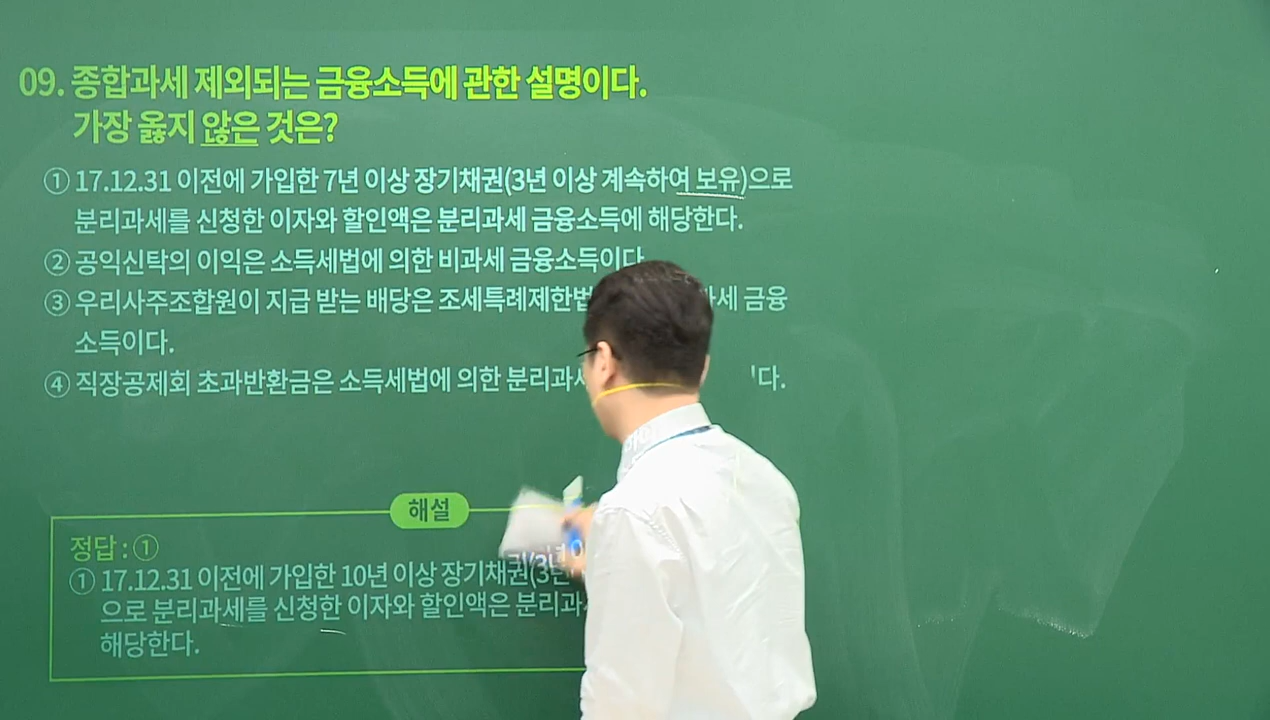 09. 종합과세 제외되는 금융소득에 관한 설명이다.
가장 옳지 않은 것은?
① 17.12.31 이전에 가입한 7년 이상 장기채권(3년 이상 계속하여 보유)으로
분리과세를 신청한 이자와 할인액은 분리과세 금융소득에 해당한다.
② 공익신탁의 이익은 소득세법에 의한 비과세 금융소득이다
③ 우리사주조합원이 지급 받는 배당은 조세특례제한법 세 금융
소득이다.
④ 직장공제회 초과반환금은 소득세법에 의한 다.
해설
정답 : ①
① 17.12.31 이전에 가입한 10년 이상 장기채권(3년
으로 분리과세를 신청한 이자와 할인액은
해당한다.